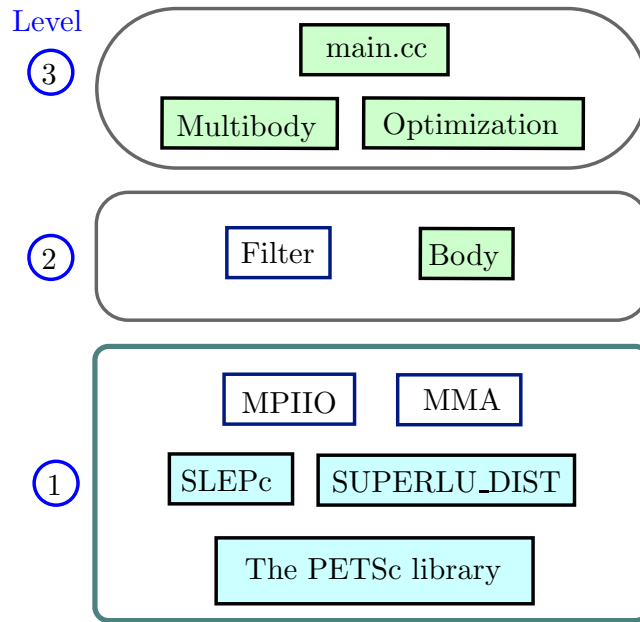 Level
3
main.cc
Multibody
Optimization
2
Filter
Body
1
MPIIO
MMA
SLEPc
SUPERLU_DIST
The PETSc library